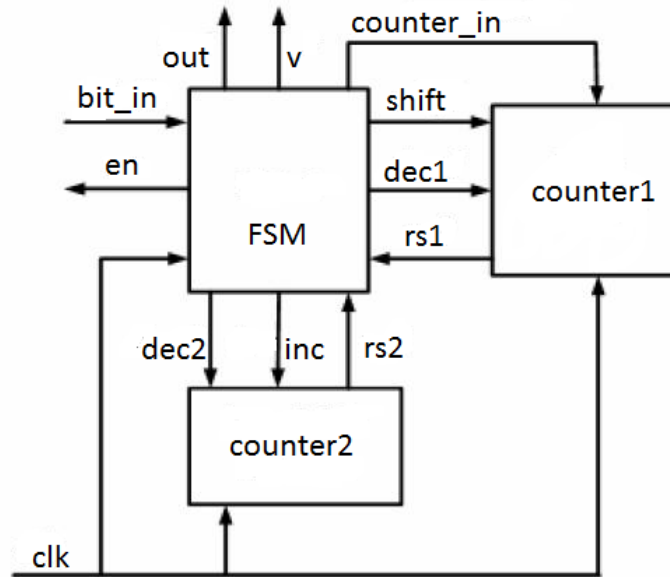 counter_in
out
v
bit_in
shift
en
dec1
counter1
FSM
rs1
dec2
inc
rs2
counter2
clk